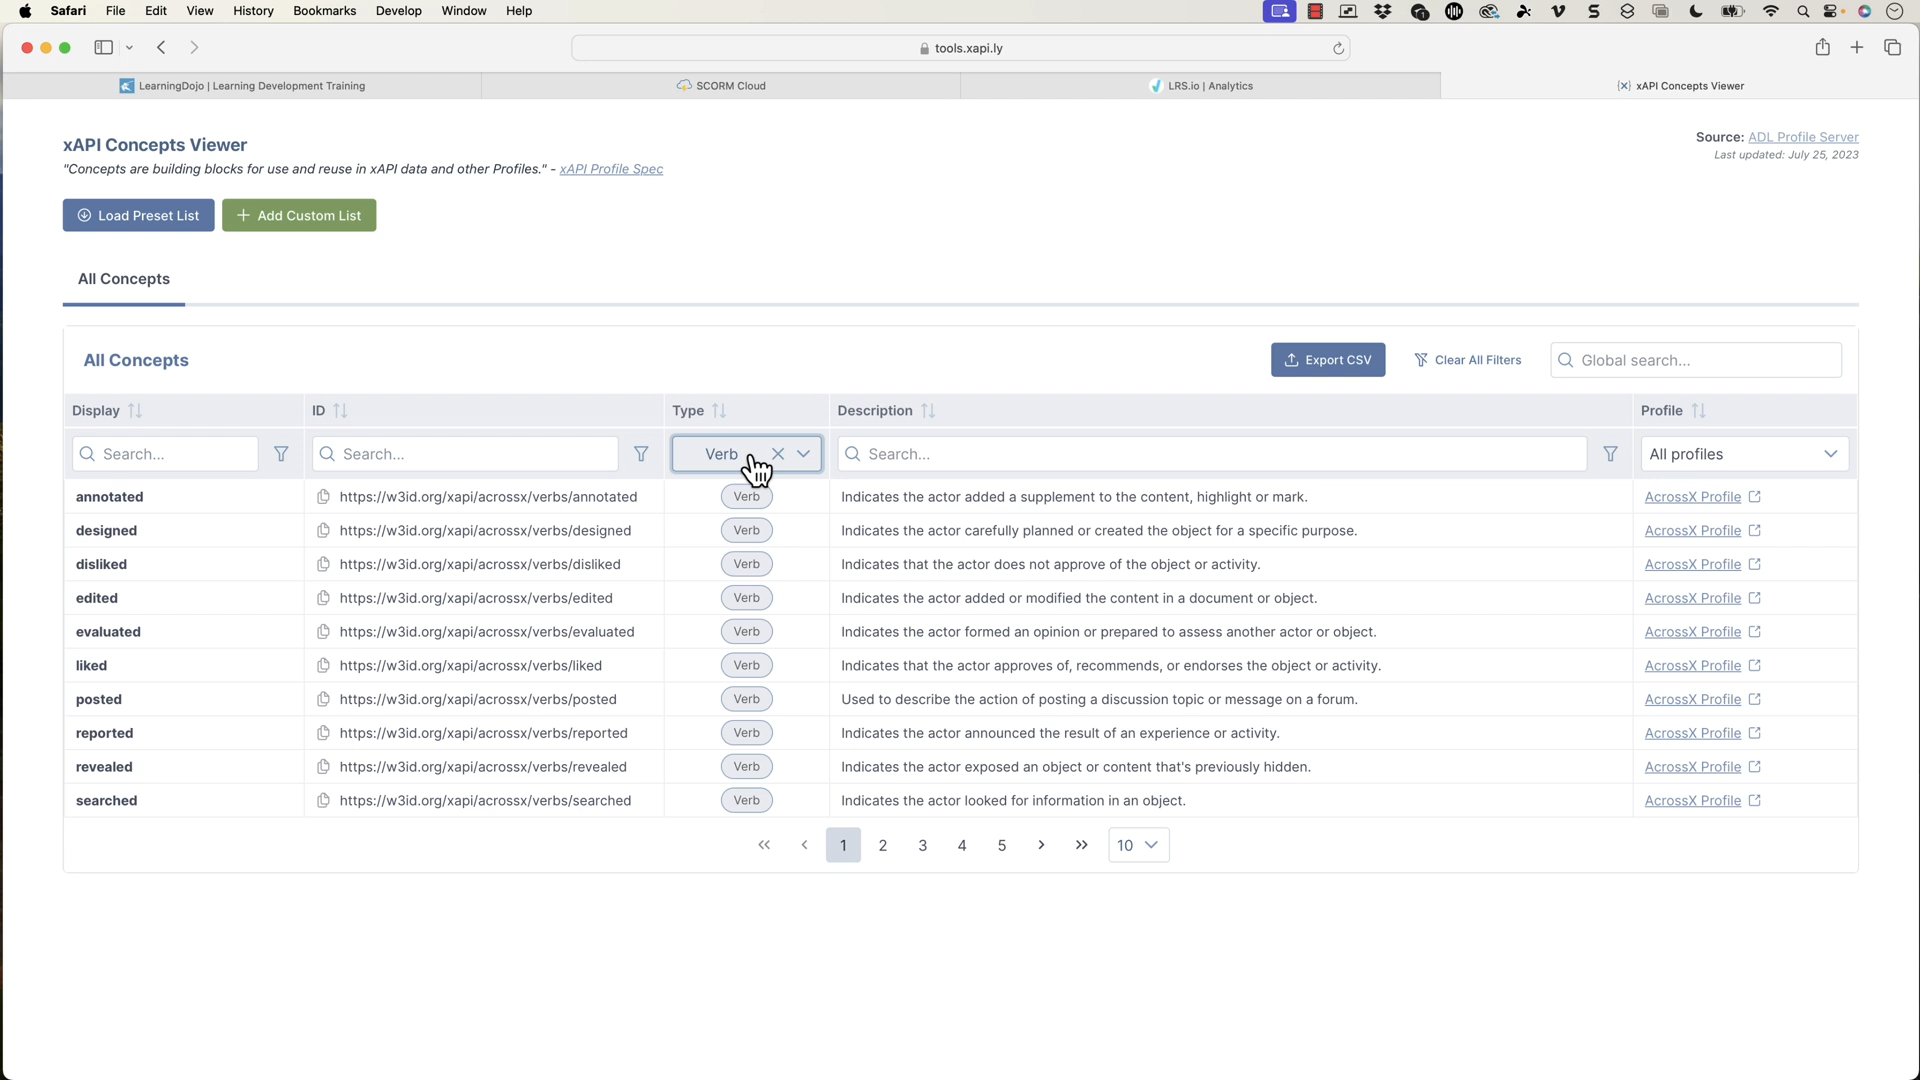 Safari File Edit View History Bookmarks Develop Window Help
tools.xapi.ly
LearningDojo | Learning Development Training
SCORM Cloud
LRS.io | Analytics
xAPI Concepts Viewer
xAPI Concepts Viewer
"Concepts are building blocks for use and reuse in xAPI data and other Profiles." - xAPI Profile Spec
Source: ADL Profile Server
Last updated: July 25, 2023
Load Preset List
Add Custom List
All Concepts
All Concepts
Export CSV
Clear All Filters
Global search...
Display ID Type Description Profile
Search... Search... Verb Search... All profiles
annotated https://w3id.org/xapi/acrossx/verbs/annotated Verb Indicates the actor added a supplement to the content, highlight or mark. AcrossX Profile
designed https://w3id.org/xapi/acrossx/verbs/designed Verb Indicates the actor carefully planned or created the object for a specific purpose. AcrossX Profile
disliked https://w3id.org/xapi/acrossx/verbs/disliked Verb Indicates that the actor does not approve of the object or activity. AcrossX Profile
edited https://w3id.org/xapi/acrossx/verbs/edited Verb Indicates the actor added or modified the content in a document or object. AcrossX Profile
evaluated https://w3id.org/xapi/acrossx/verbs/evaluated Verb Indicates the actor formed an opinion or prepared to assess another actor or object. AcrossX Profile
liked https://w3id.org/xapi/acrossx/verbs/liked Verb Indicates that the actor approves of, recommends, or endorses the object or activity. AcrossX Profile
posted https://w3id.org/xapi/acrossx/verbs/posted Verb Used to describe the action of posting a discussion topic or message on a forum. AcrossX Profile
reported https://w3id.org/xapi/acrossx/verbs/reported Verb Indicates the actor announced the result of an experience or activity. AcrossX Profile
revealed https://w3id.org/xapi/acrossx/verbs/revealed Verb Indicates the actor exposed an object or content that's previously hidden. AcrossX Profile
searched https://w3id.org/xapi/acrossx/verbs/searched Verb Indicates the actor looked for information in an object. AcrossX Profile
« ‹ 1 2 3 4 5 › » 10